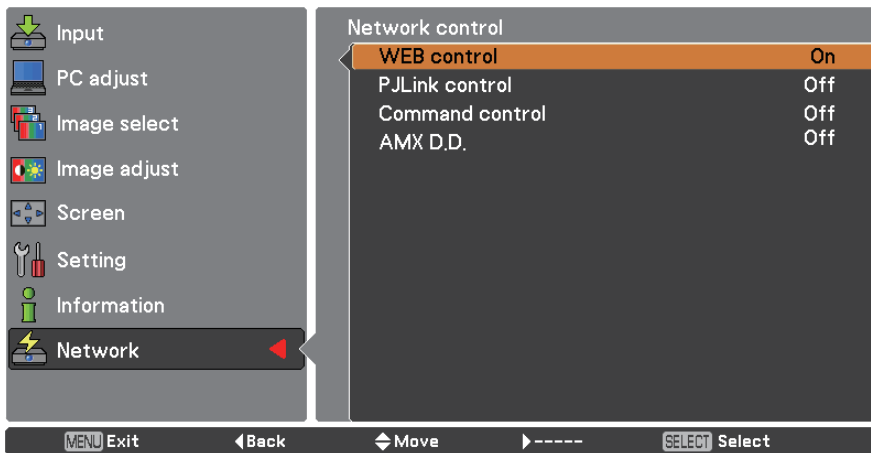 Input
PC adjust
Image select
Image adjust
Screen
Setting
Information
Network
Network control
WEB control On
PJLink control Off
Command control Off
AMX D.D. Off
MENU Exit Back Move ----- SELECT Select